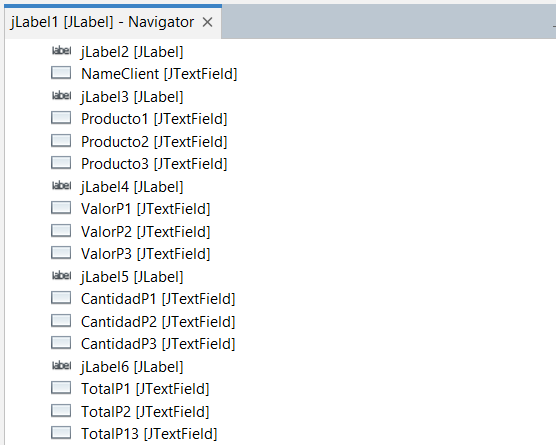 jLabel1 [JLabel] - Navigator
label jLabel2 [JLabel]
NameClient [JTextField]
label jLabel3 [JLabel]
Producto1 [JTextField]
Producto2 [JTextField]
Producto3 [JTextField]
label jLabel4 [JLabel]
ValorP1 [JTextField]
ValorP2 [JTextField]
ValorP3 [JTextField]
label jLabel5 [JLabel]
CantidadP1 [JTextField]
CantidadP2 [JTextField]
CantidadP3 [JTextField]
label jLabel6 [JLabel]
TotalP1 [JTextField]
TotalP2 [JTextField]
TotalP13 [JTextField]